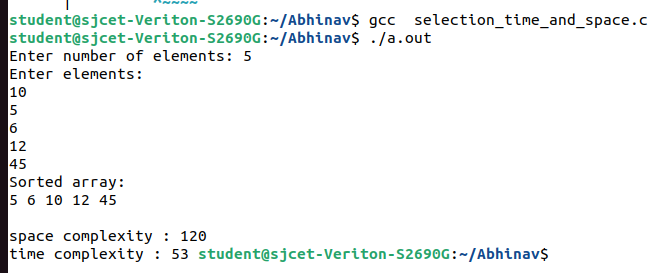 ^~~~~
student@sjcet-Veriton-S2690G:~/Abhinav$ gcc  selection_time_and_space.c
student@sjcet-Veriton-S2690G:~/Abhinav$ ./a.out
Enter number of elements: 5
Enter elements:
10
5
6
12
45
Sorted array:
5 6 10 12 45
space complexity : 120
time complexity : 53 student@sjcet-Veriton-S2690G:~/Abhinav$